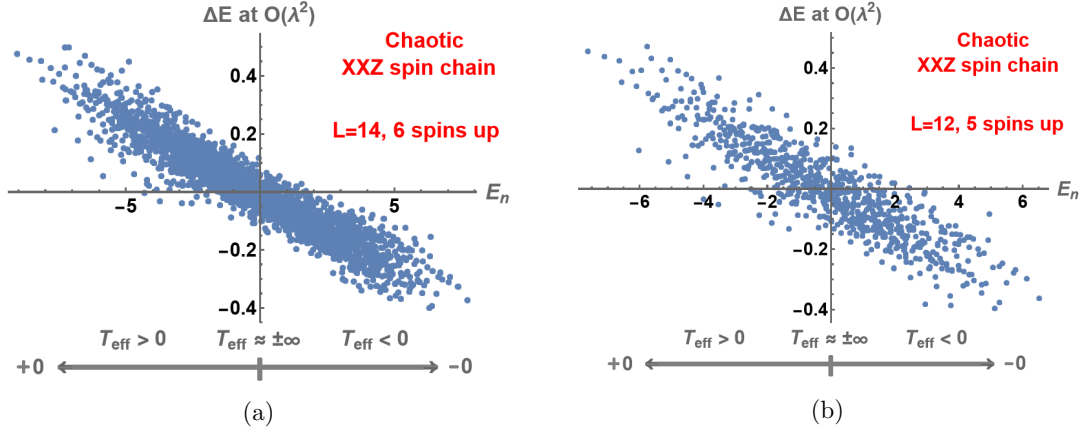 ΔE at O(λ²)
Chaotic
XXZ spin chain
L=14, 6 spins up
0.4
0.2
-0.2
-0.4
-5
5
Eₙ
T_eff > 0
T_eff ≈ ±∞
T_eff < 0
+0
-0
(a)
ΔE at O(λ²)
Chaotic
XXZ spin chain
L=12, 5 spins up
0.4
0.2
-0.2
-0.4
-6
-4
-2
0
2
4
6
Eₙ
T_eff > 0
T_eff ≈ ±∞
T_eff < 0
+0
-0
(b)